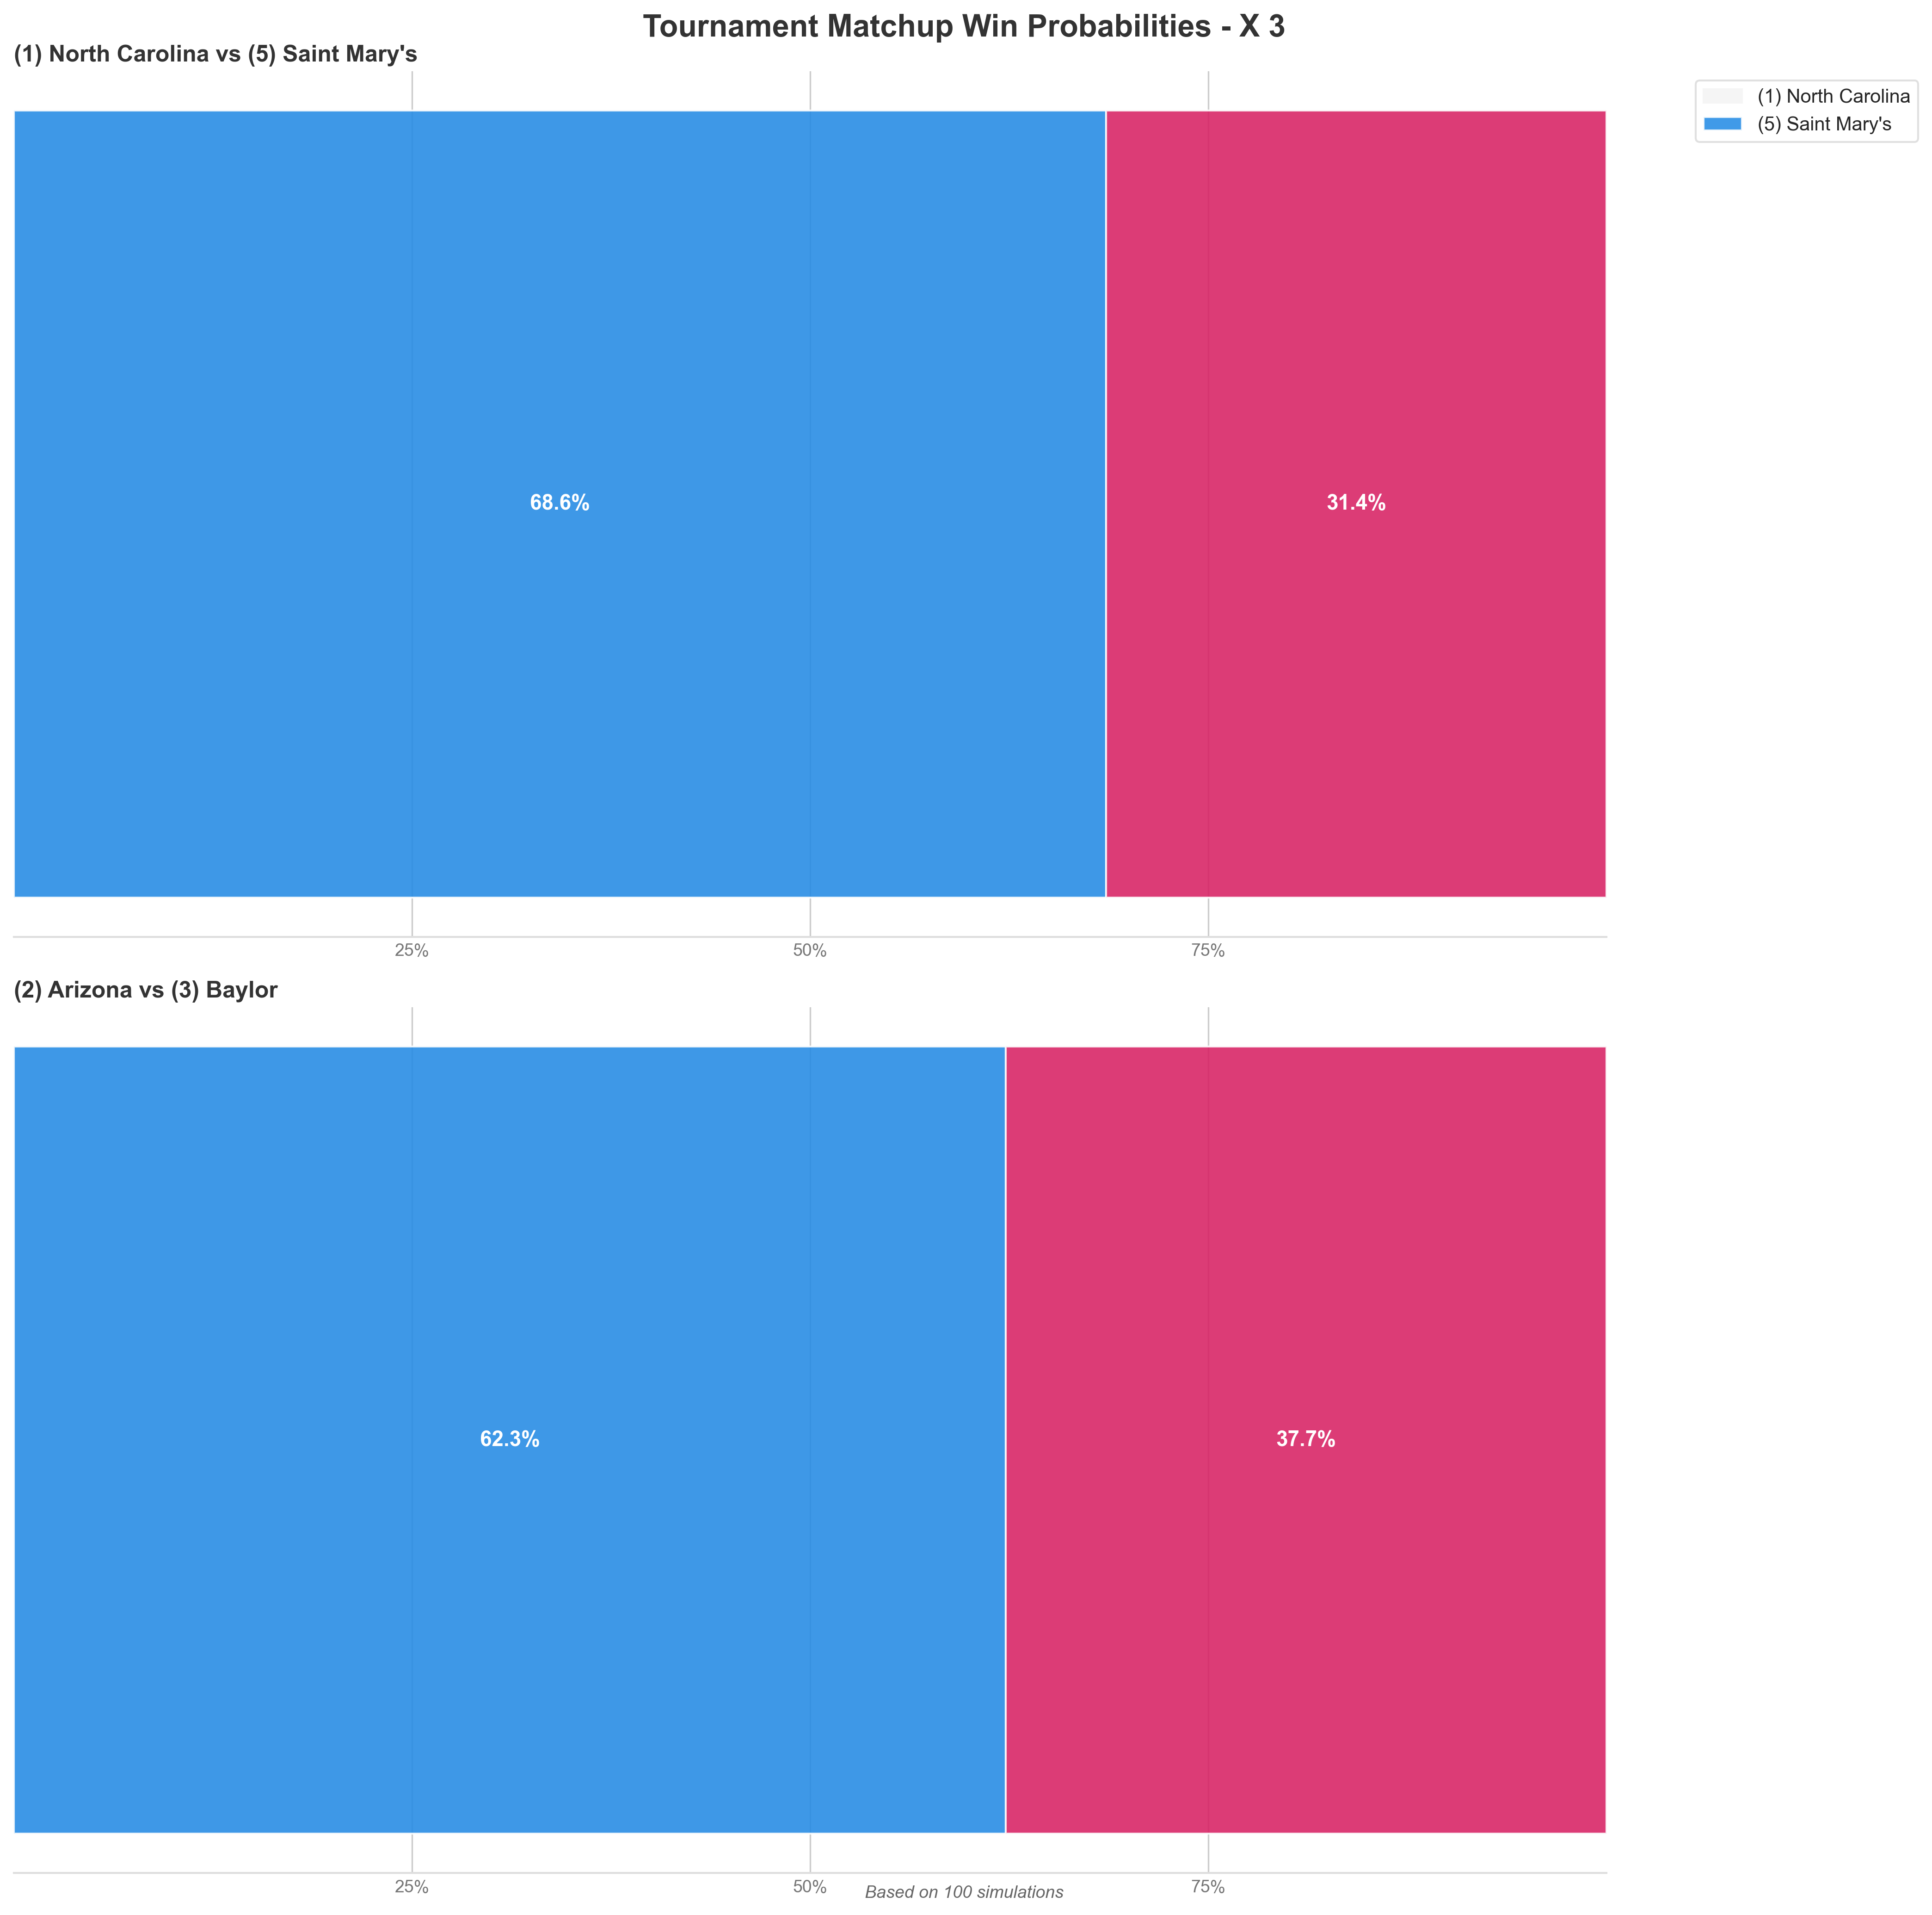 Tournament Matchup Win Probabilities - X 3
(1) North Carolina vs (5) Saint Mary's
(1) North Carolina
(5) Saint Mary's
68.6%
31.4%
25%
50%
75%
(2) Arizona vs (3) Baylor
62.3%
37.7%
25%
50%
75%
Based on 100 simulations